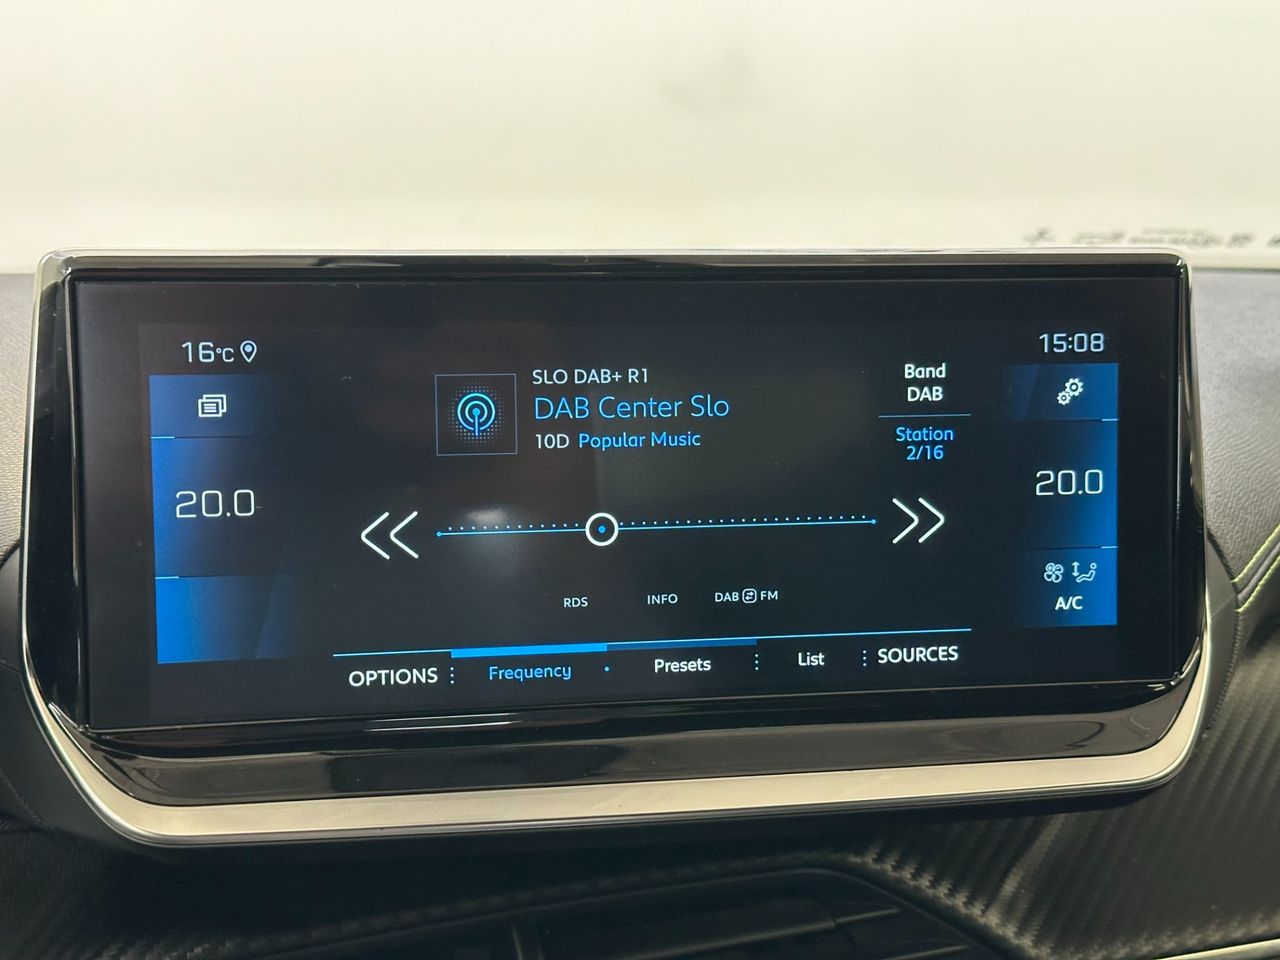 16°C
15:08
SLO DAB+ R1
DAB Center Slo
10D Popular Music
Band
DAB
Station
2/16
20.0
20.0
RDS INFO DAB FM
A/C
OPTIONS Frequency Presets List SOURCES